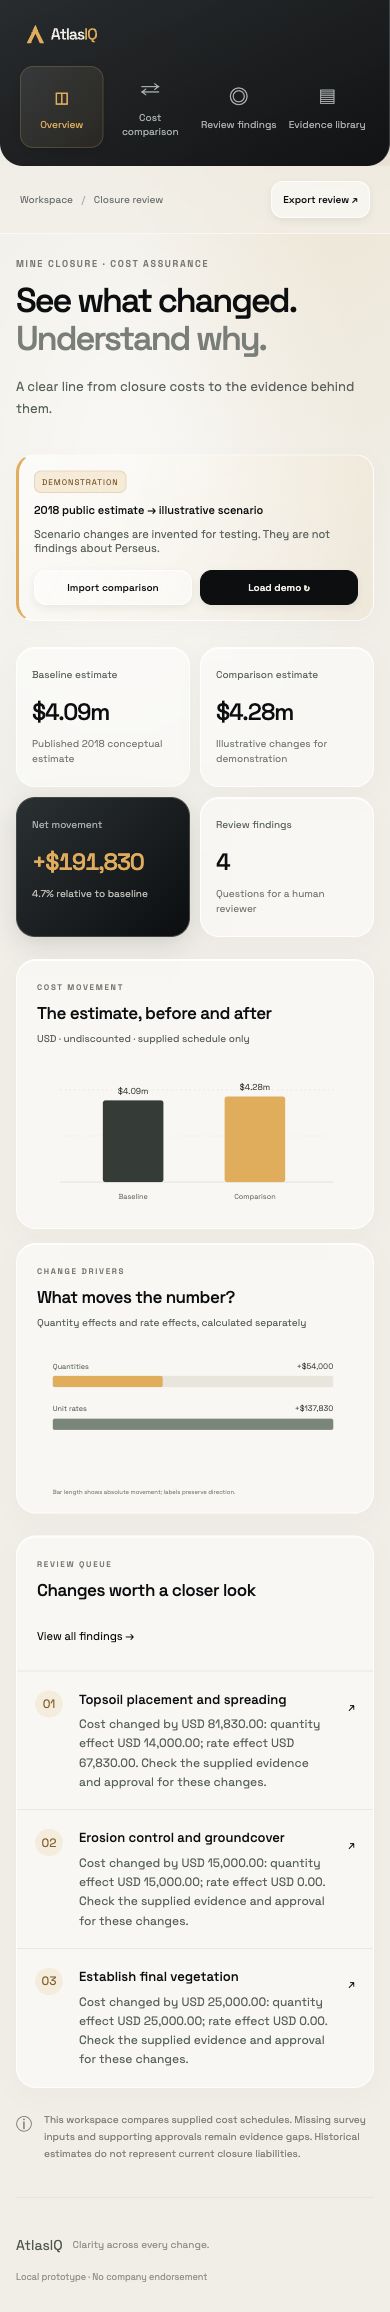 AtlasIQ
Overview
Cost
comparison
Review findings
Evidence library
Workspace / Closure review
Export review ↗
MINE CLOSURE · COST ASSURANCE
See what changed.
Understand why.
A clear line from closure costs to the evidence behind
them.
DEMONSTRATION
2018 public estimate → illustrative scenario
Scenario changes are invented for testing. They are not
findings about Perseus.
Import comparison
Load demo ↻
Baseline estimate
$4.09m
Published 2018 conceptual
estimate
Comparison estimate
$4.28m
Illustrative changes for
demonstration
Net movement
+$191,830
4.7% relative to baseline
Review findings
4
Questions for a human
reviewer
COST MOVEMENT
The estimate, before and after
USD · undiscounted · supplied schedule only
$4.09m
$4.28m
Baseline
Comparison
CHANGE DRIVERS
What moves the number?
Quantity effects and rate effects, calculated separately
Quantities +$54,000
Unit rates +$137,830
Bar length shows absolute movement; labels preserve direction.
REVIEW QUEUE
Changes worth a closer look
View all findings →
01 Topsoil placement and spreading ↗
Cost changed by USD 81,830.00: quantity
effect USD 14,000.00; rate effect USD
67,830.00. Check the supplied evidence
and approval for these changes.
02 Erosion control and groundcover ↗
Cost changed by USD 15,000.00: quantity
effect USD 15,000.00; rate effect USD 0.00.
Check the supplied evidence and approval
for these changes.
03 Establish final vegetation ↗
Cost changed by USD 25,000.00: quantity
effect USD 25,000.00; rate effect USD 0.00.
Check the supplied evidence and approval
for these changes.
This workspace compares supplied cost schedules. Missing survey
inputs and supporting approvals remain evidence gaps. Historical
estimates do not represent current closure liabilities.
AtlasIQ Clarity across every change.
Local prototype · No company endorsement